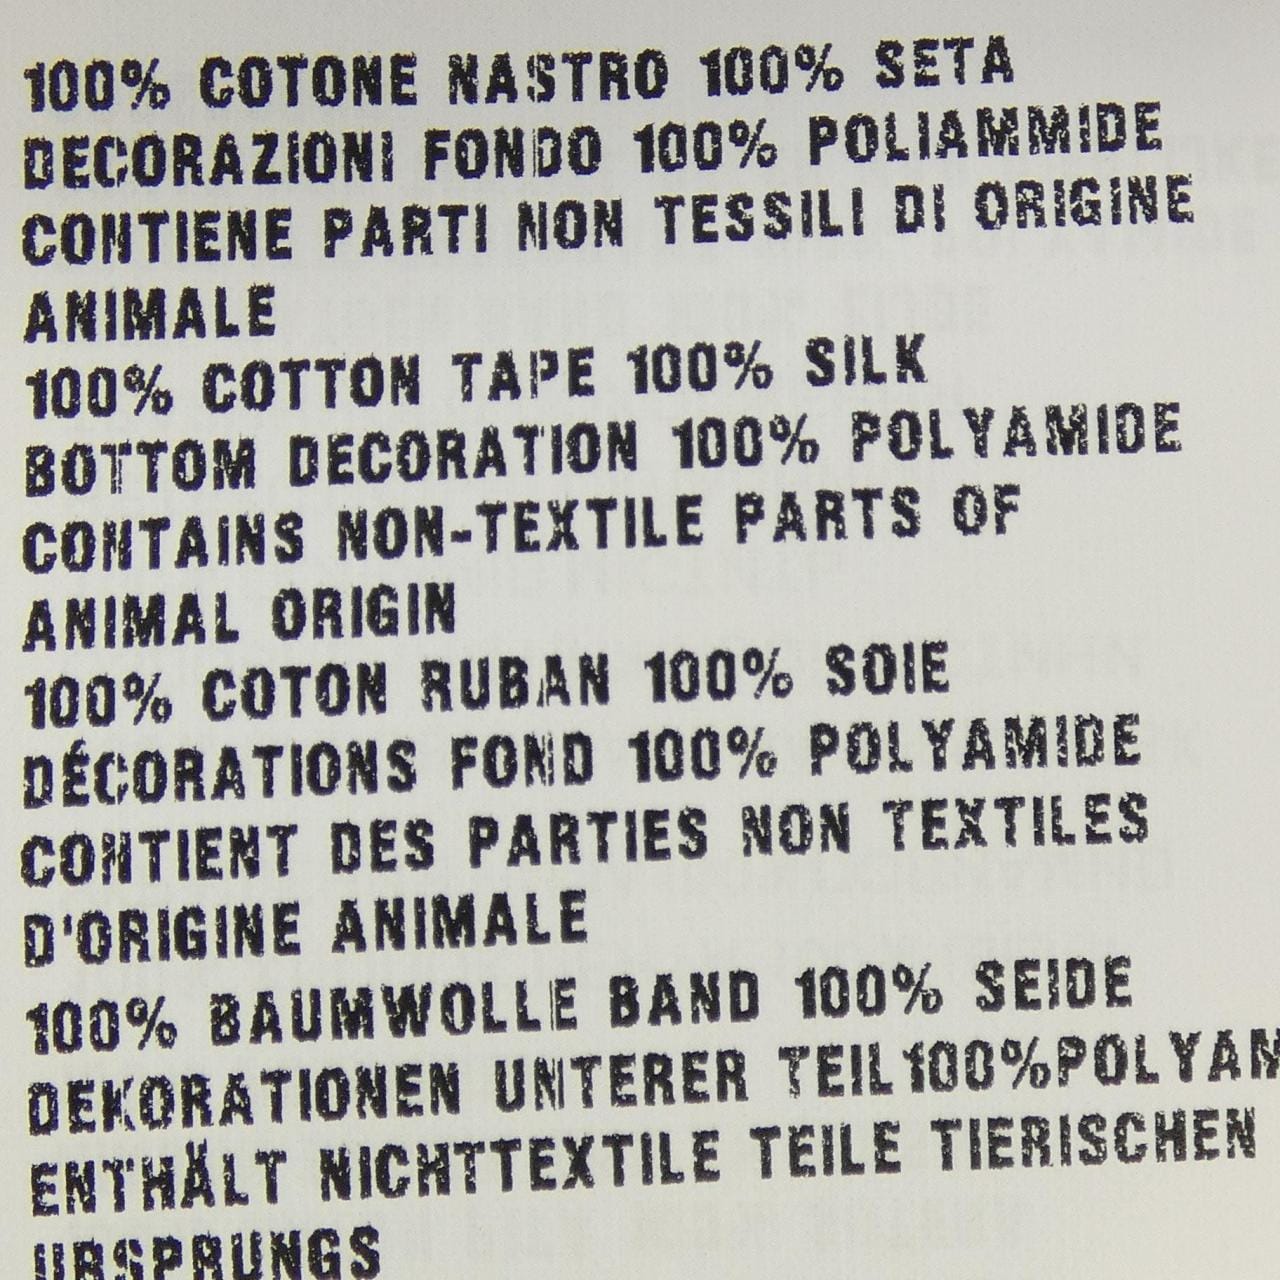 100% COTONE NASTRO 100% SETA
DECORAZIONI FONDO 100% POLIAMMIDE
CONTIENE PARTI NON TESSILI DI ORIGINE
ANIMALE
100% COTTON TAPE 100% SILK
BOTTOM DECORATION 100% POLYAMIDE
CONTAINS NON-TEXTILE PARTS OF
ANIMAL ORIGIN
100% COTON RUBAN 100% SOIE
DÉCORATIONS FOND 100% POLYAMIDE
CONTIENT DES PARTIES NON TEXTILES
D'ORIGINE ANIMALE
100% BAUMWOLLE BAND 100% SEIDE
DEKORATIONEN UNTERER TEIL 100% POLYAM
ENTHÄLT NICHTTEXTILE TEILE TIERISCHEN
URSPRUNGS